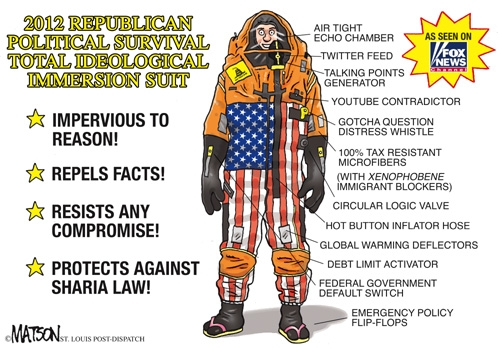 2012 REPUBLICAN
POLITICAL SURVIVAL
TOTAL IDEOLOGICAL
IMMERSION SUIT
IMPERVIOUS TO
REASON!
REPELS FACTS!
RESISTS ANY
COMPROMISE!
PROTECTS AGAINST
SHARIA LAW!
AIR TIGHT
ECHO CHAMBER
TWITTER FEED
TALKING POINTS
GENERATOR
YOUTUBE CONTRADICTOR
GOTCHA QUESTION
DISTRESS WHISTLE
100% TAX RESISTANT
MICROFIBERS
(WITH XENOPHOBENE
IMMIGRANT BLOCKERS)
CIRCULAR LOGIC VALVE
HOT BUTTON INFLATOR HOSE
GLOBAL WARMING DEFLECTORS
DEBT LIMIT ACTIVATOR
FEDERAL GOVERNMENT
DEFAULT SWITCH
EMERGENCY POLICY
FLIP-FLOPS
AS SEEN ON
FOX
NEWS
channel
© MATSON ST. LOUIS POST-DISPATCH